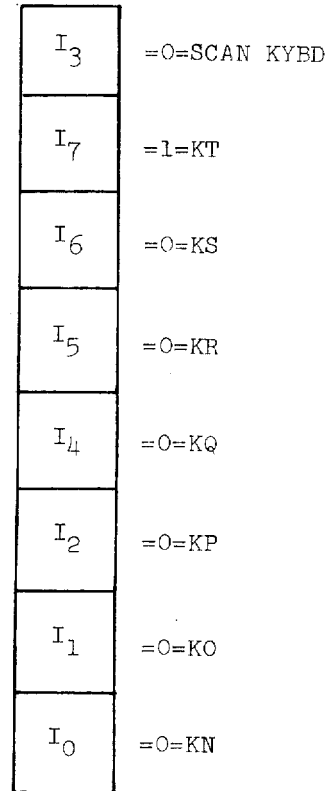 I3 =0=SCAN KYBD
I7 =1=KT
I6 =0=KS
I5 =0=KR
I4 =0=KQ
I2 =0=KP
I1 =0=KO
I0 =0=KN